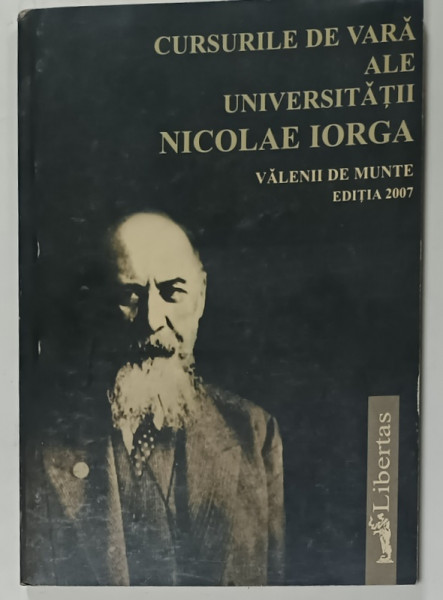 CURSURILE DE VARĂ
ALE
UNIVERSITĂȚII
NICOLAE IORGA
VĂLENII DE MUNTE
EDIȚIA 2007
Libertas